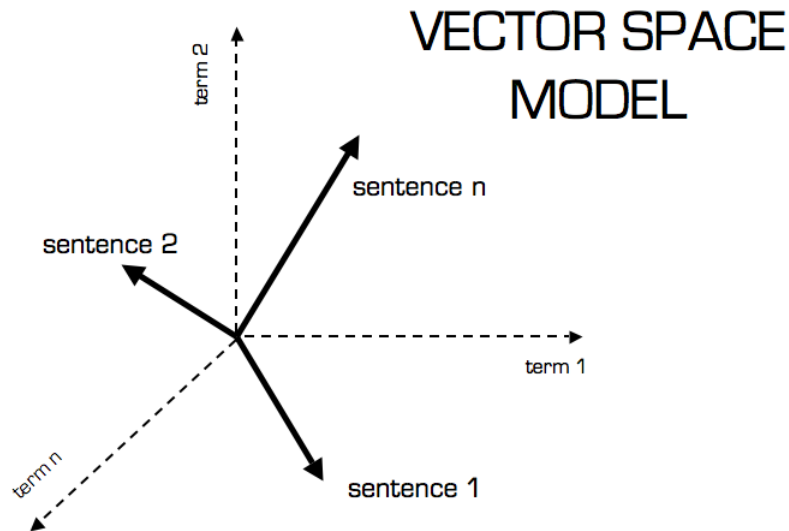 VECTOR SPACE
MODEL
term 2
sentence n
sentence 2
term 1
term n
sentence 1